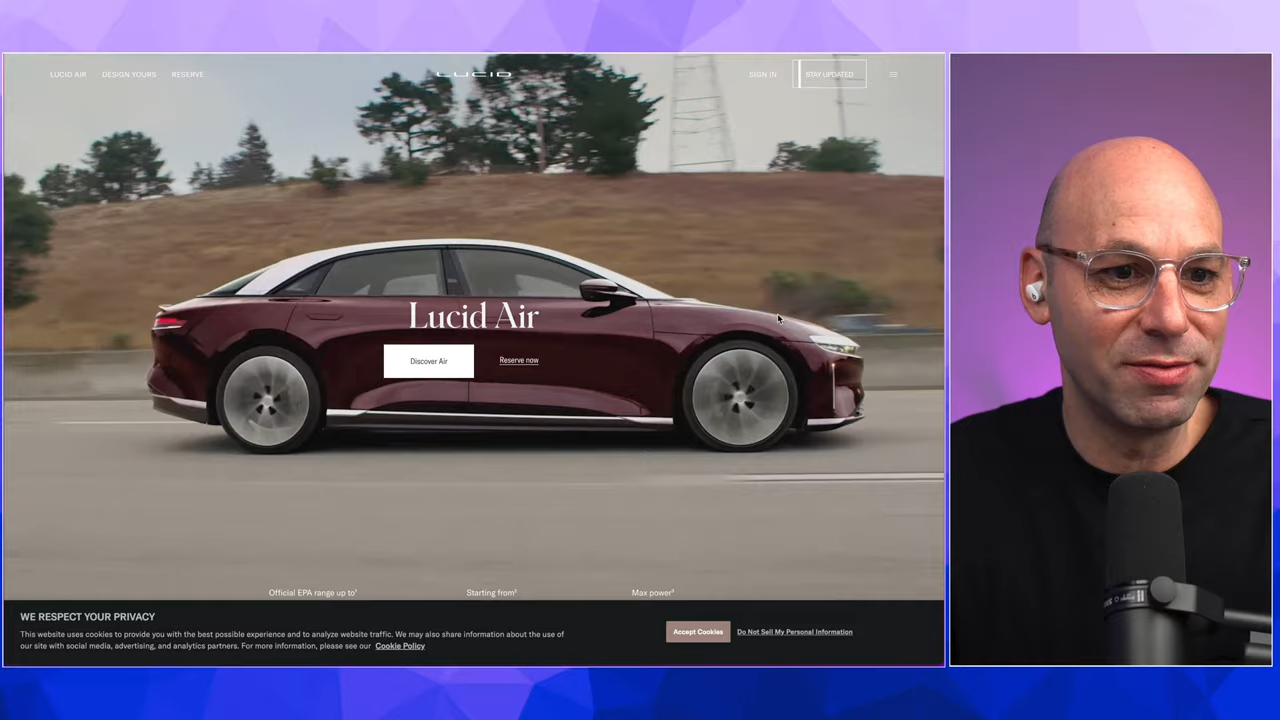 LUCID AIR
DESIGN YOURS
RESERVE
LUCID
SIGN IN
STAY UPDATED
Lucid Air
Discover Air
Reserve now
Official EPA range up to¹
Starting from²
Max power³
WE RESPECT YOUR PRIVACY
This website uses cookies to provide you with the best possible experience and to analyze website traffic. We may also share information about the use of
our site with social media, advertising, and analytics partners. For more information, please see our Cookie Policy
Accept Cookies
Do Not Sell My Personal Information